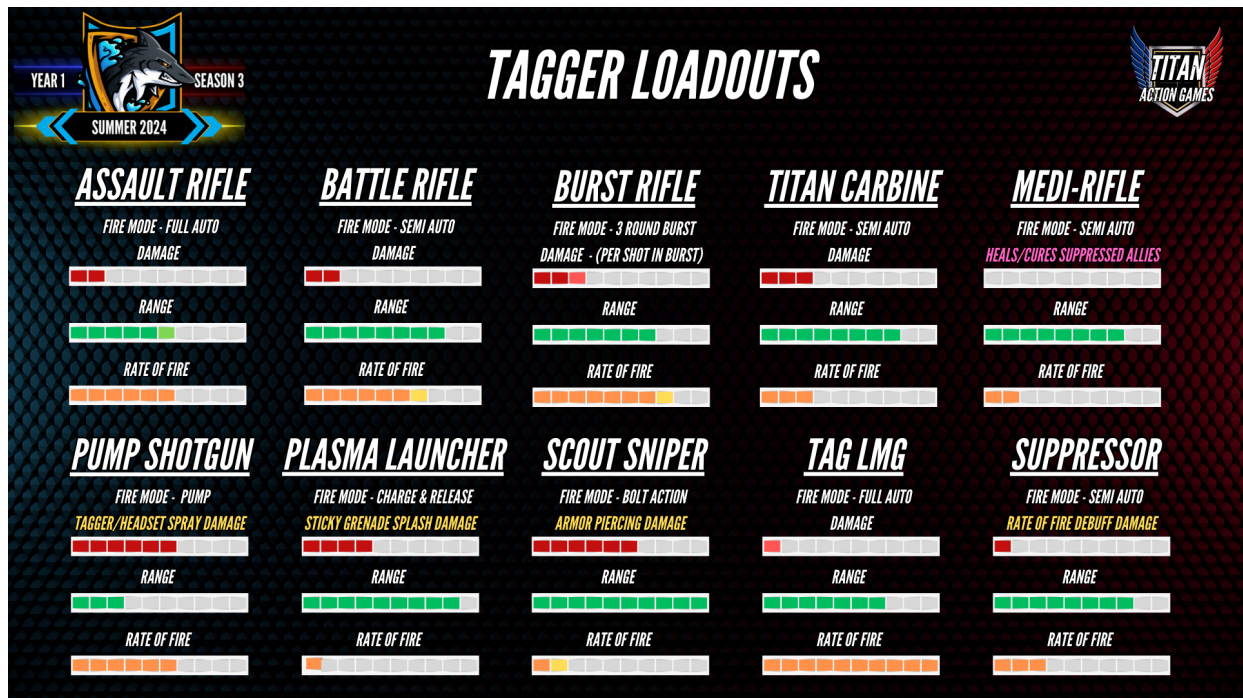 YEAR 1
SEASON 3
SUMMER 2024
TAGGER LOADOUTS
TITAN
ACTION GAMES
ASSAULT RIFLE
FIRE MODE - FULL AUTO
DAMAGE
RANGE
RATE OF FIRE
BATTLE RIFLE
FIRE MODE - SEMI AUTO
DAMAGE
RANGE
RATE OF FIRE
BURST RIFLE
FIRE MODE - 3 ROUND BURST
DAMAGE - (PER SHOT IN BURST)
RANGE
RATE OF FIRE
TITAN CARBINE
FIRE MODE - SEMI AUTO
DAMAGE
RANGE
RATE OF FIRE
MEDI-RIFLE
FIRE MODE - SEMI AUTO
HEALS/CURES SUPPRESSED ALLIES
RANGE
RATE OF FIRE
PUMP SHOTGUN
FIRE MODE - PUMP
TAGGER/HEADSET SPRAY DAMAGE
RANGE
RATE OF FIRE
PLASMA LAUNCHER
FIRE MODE - CHARGE & RELEASE
STICKY GRENADE SPLASH DAMAGE
RANGE
RATE OF FIRE
SCOUT SNIPER
FIRE MODE - BOLT ACTION
ARMOR PIERCING DAMAGE
RANGE
RATE OF FIRE
TAG LMG
FIRE MODE - FULL AUTO
DAMAGE
RANGE
RATE OF FIRE
SUPPRESSOR
FIRE MODE - SEMI AUTO
RATE OF FIRE DEBUFF DAMAGE
RANGE
RATE OF FIRE